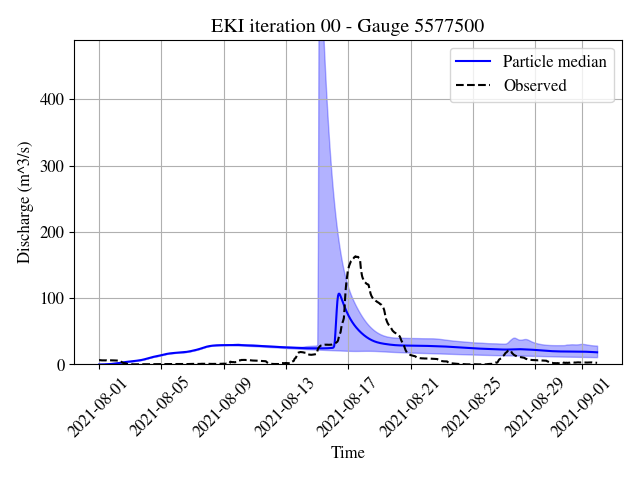 EKI iteration 00 - Gauge 5577500
Particle median
Observed
Discharge (m^3/s)
400
300
200
100
0
2021-08-01
2021-08-05
2021-08-09
2021-08-13
2021-08-17
2021-08-21
2021-08-25
2021-08-29
2021-09-01
Time